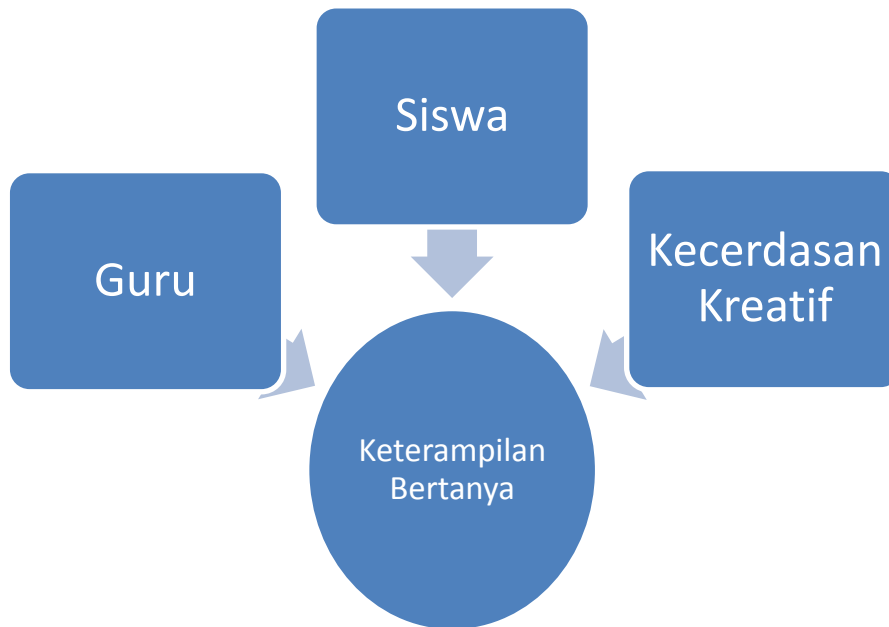 Siswa
Guru
Kecerdasan
Kreatif
Keterampilan
Bertanya